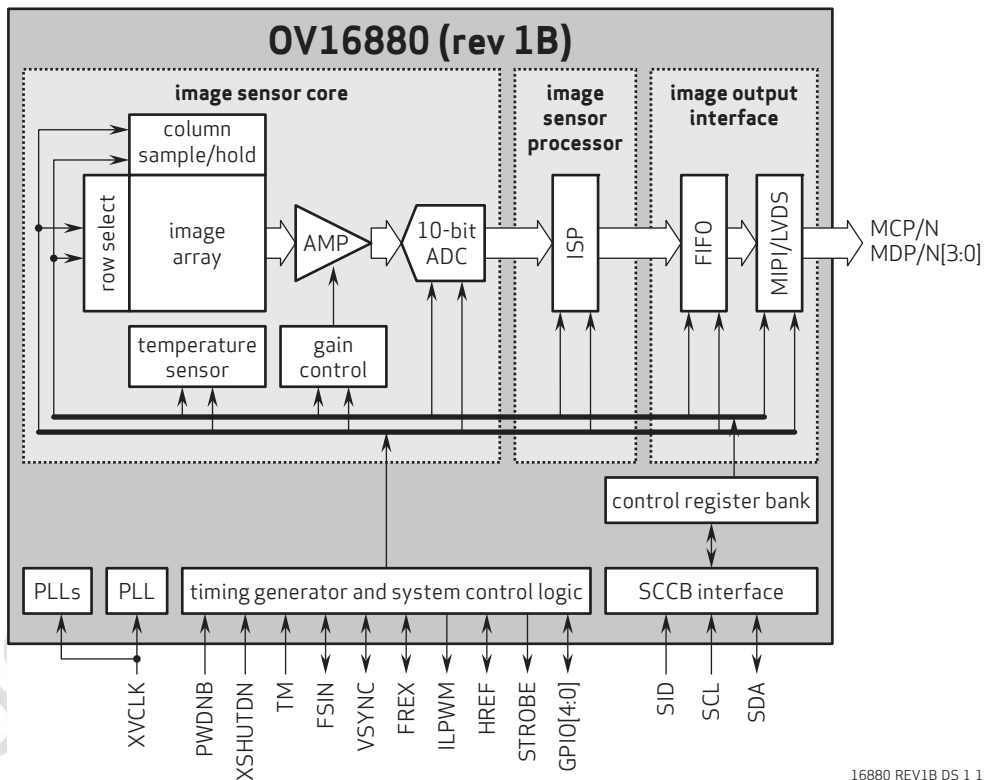 OV16880 (rev 1B)
image sensor core
image
sensor
processor
image output
interface
column
sample/hold
row select
image
array
AMP
10-bit
ADC
ISP
FIFO
MIPI/LVDS
MCP/N
MDP/N[3:0]
temperature
sensor
gain
control
control register bank
PLLs
PLL
timing generator and system control logic
SCCB interface
XVCLK
PWDNB
XSHUTDN
TM
FSIN
VSYNC
FREX
ILPWM
HREF
STROBE
GPIO[4:0]
SID
SCL
SDA
16880 REV1B DS 1 1